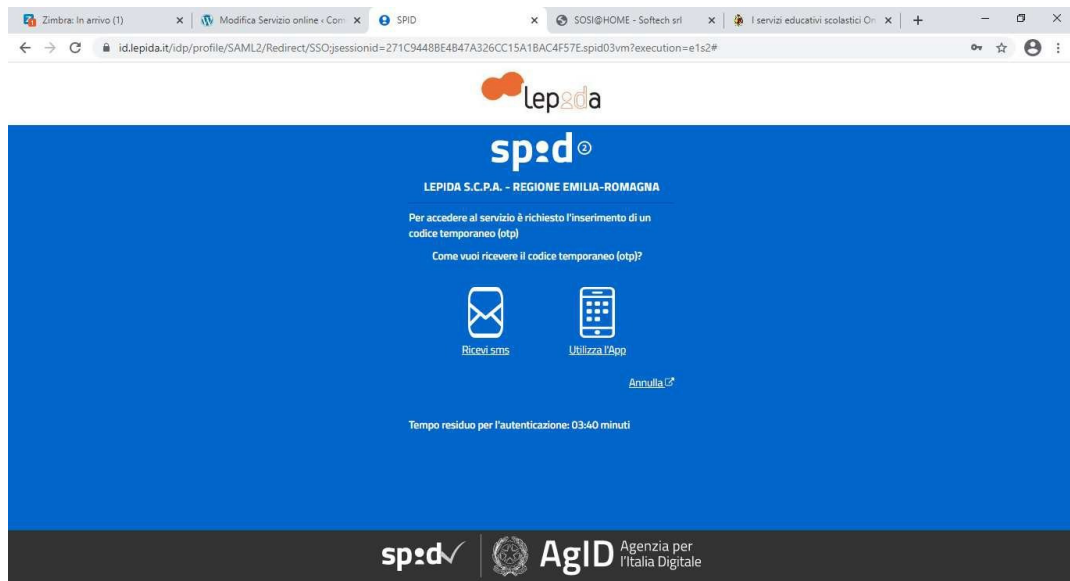 Zimbra: In arrivo (1)
Modifica Servizio online ‹ Com
SPID
SOSI@HOME - Softech srl
I servizi educativi scolastici On
id.lepida.it/idp/profile/SAML2/Redirect/SSO;jsessionid=271C9448BE4B47A326CC15A1BAC4F57E.spid03vm?execution=e1s2#
lepida
spid 2
LEPIDA S.C.P.A. - REGIONE EMILIA-ROMAGNA
Per accedere al servizio è richiesto l'inserimento di un
codice temporaneo (otp)
Come vuoi ricevere il codice temporaneo (otp)?
Ricevi sms
Utilizza l'App
Annulla
Tempo residuo per l'autenticazione: 03:40 minuti
spid
AgID
Agenzia per
l'Italia Digitale